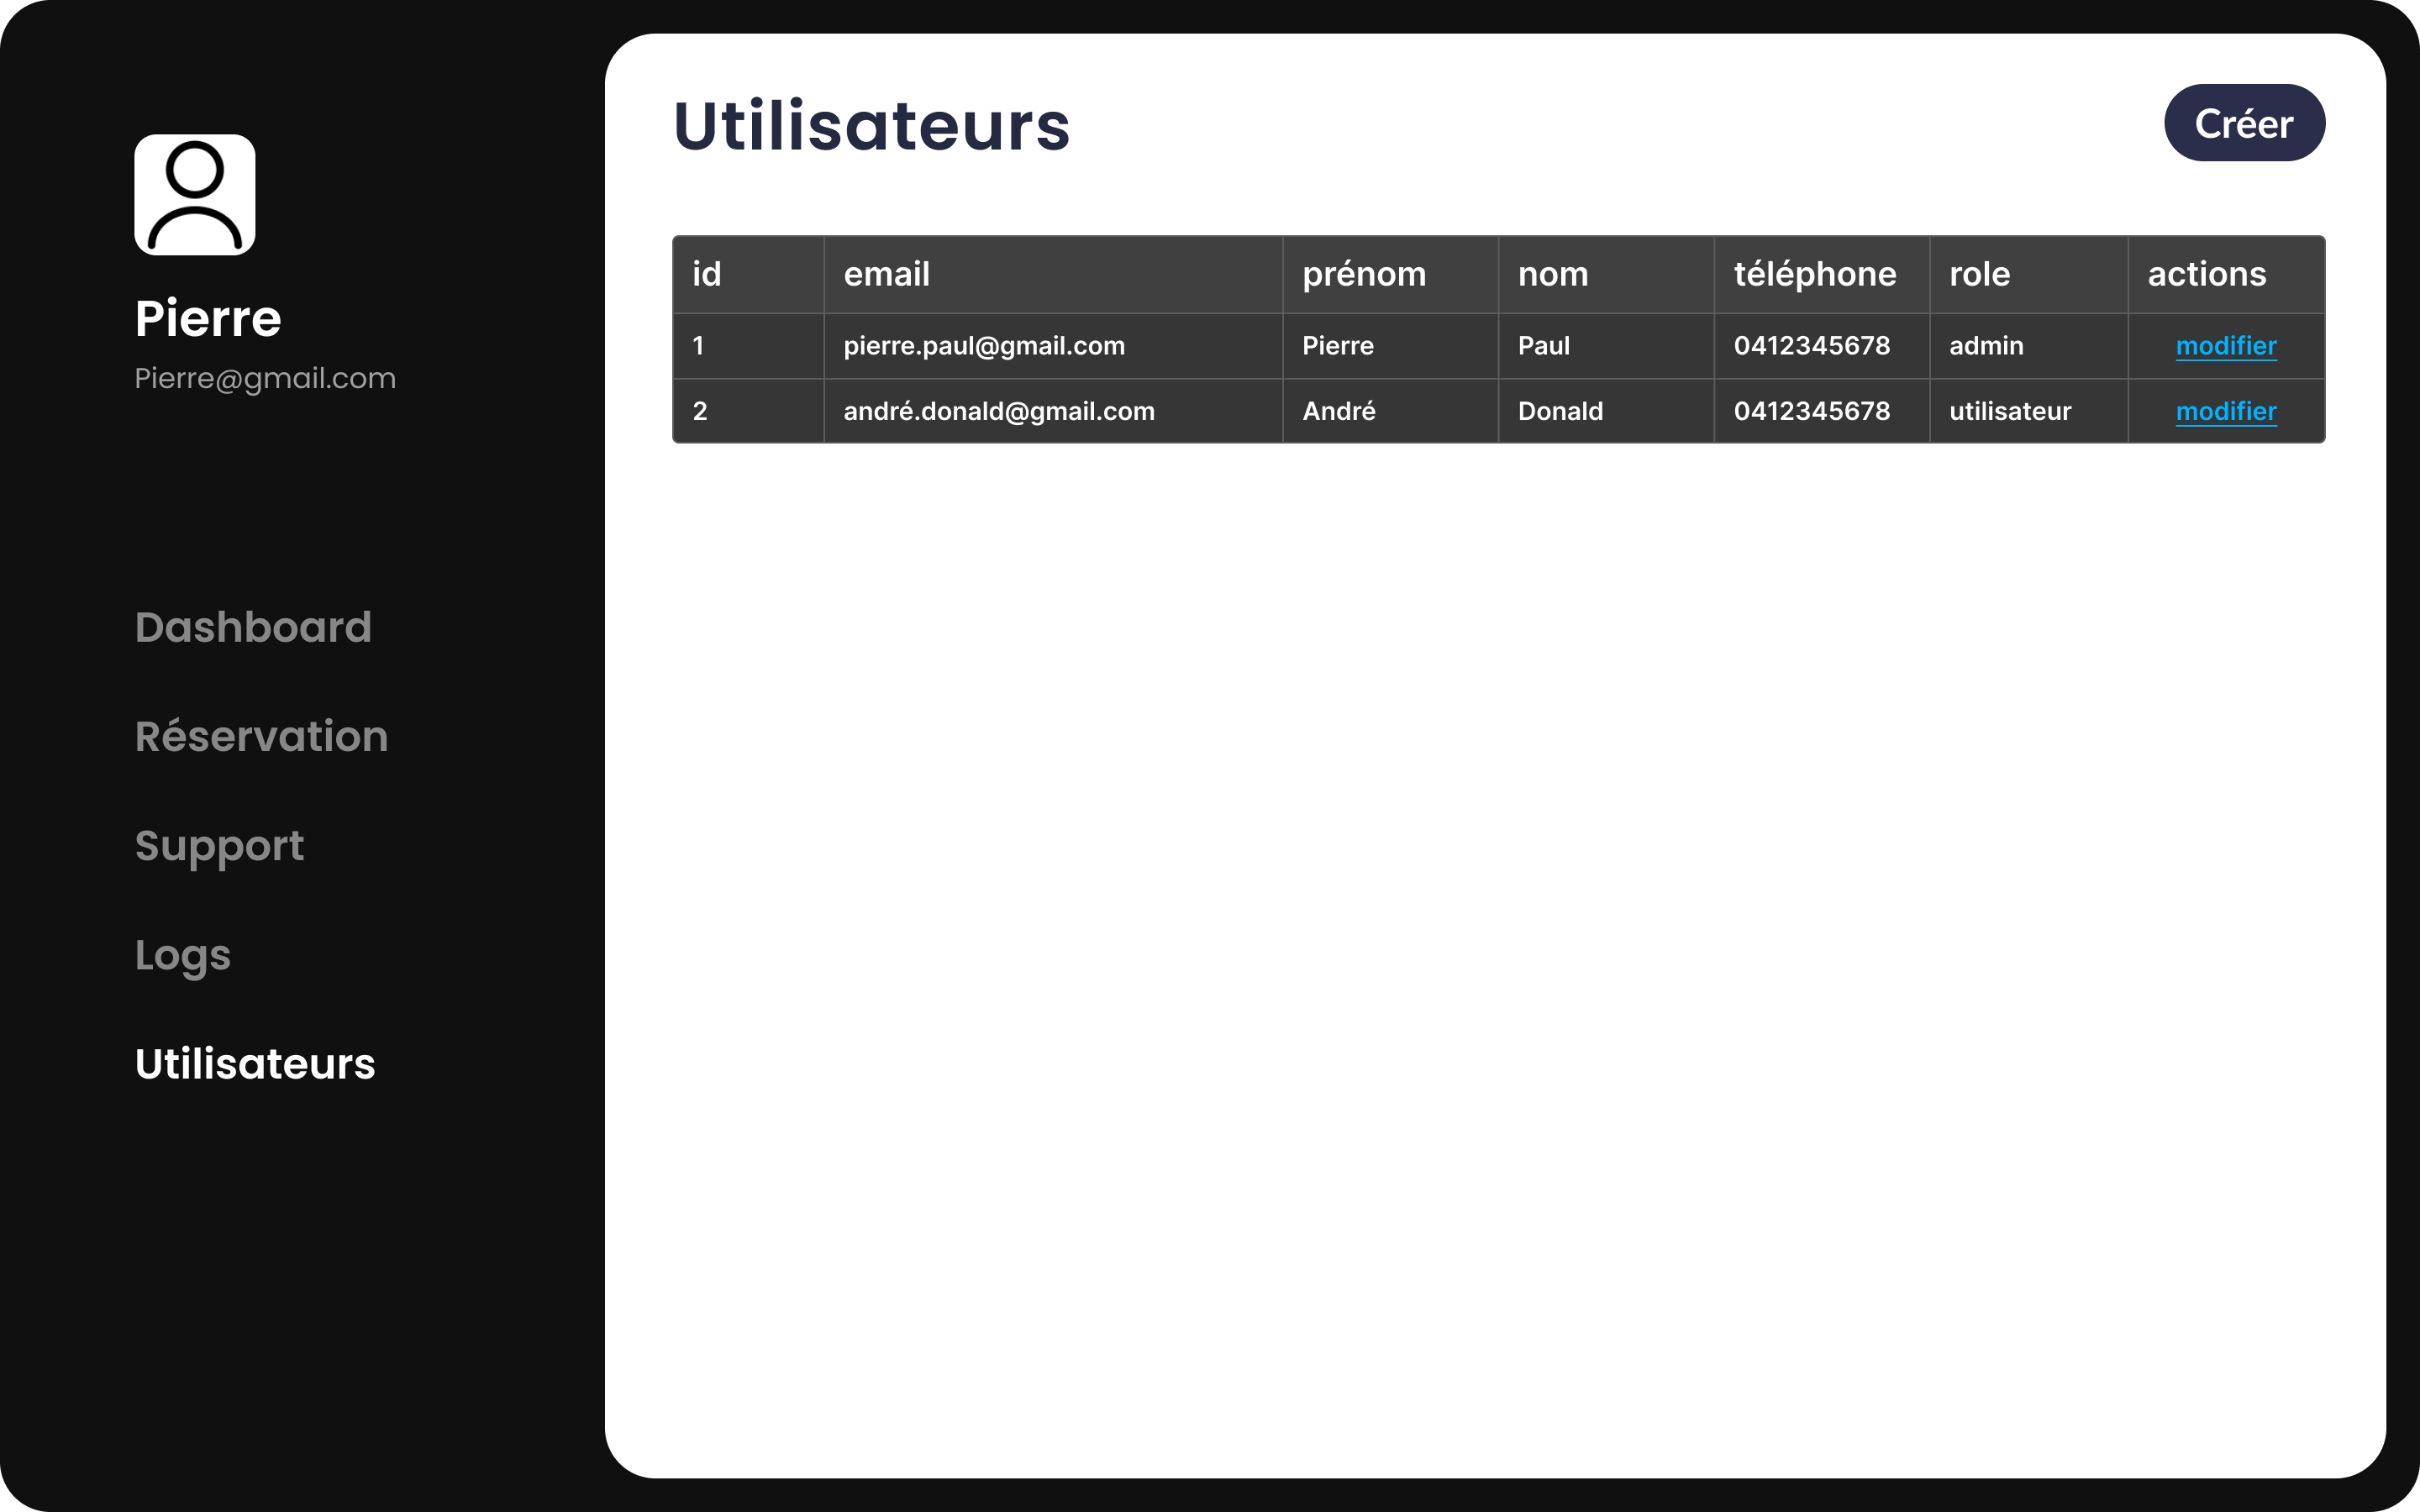 Pierre
Pierre@gmail.com
Dashboard
Réservation
Support
Logs
Utilisateurs
Utilisateurs
Créer
id email prénom nom téléphone role actions
1 pierre.paul@gmail.com Pierre Paul 0412345678 admin modifier
2 andré.donald@gmail.com André Donald 0412345678 utilisateur modifier